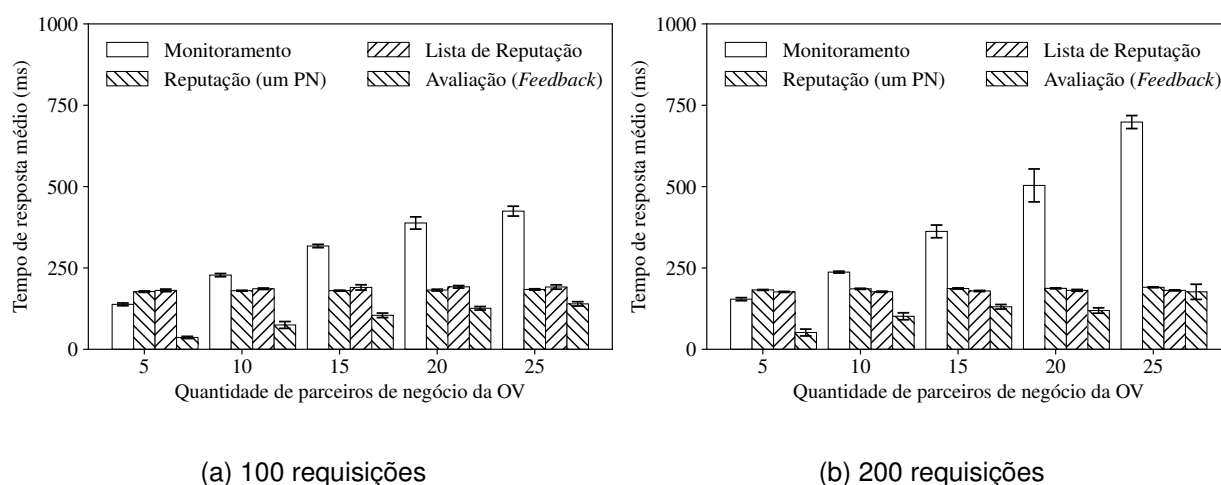 1000
750
500
250
0
Tempo de resposta médio (ms)
Monitoramento
Reputação (um PN)
Lista de Reputação
Avaliação (Feedback)
5 10 15 20 25
Quantidade de parceiros de negócio da OV
(a) 100 requisições
1000
750
500
250
0
Tempo de resposta médio (ms)
Monitoramento
Reputação (um PN)
Lista de Reputação
Avaliação (Feedback)
5 10 15 20 25
Quantidade de parceiros de negócio da OV
(b) 200 requisições